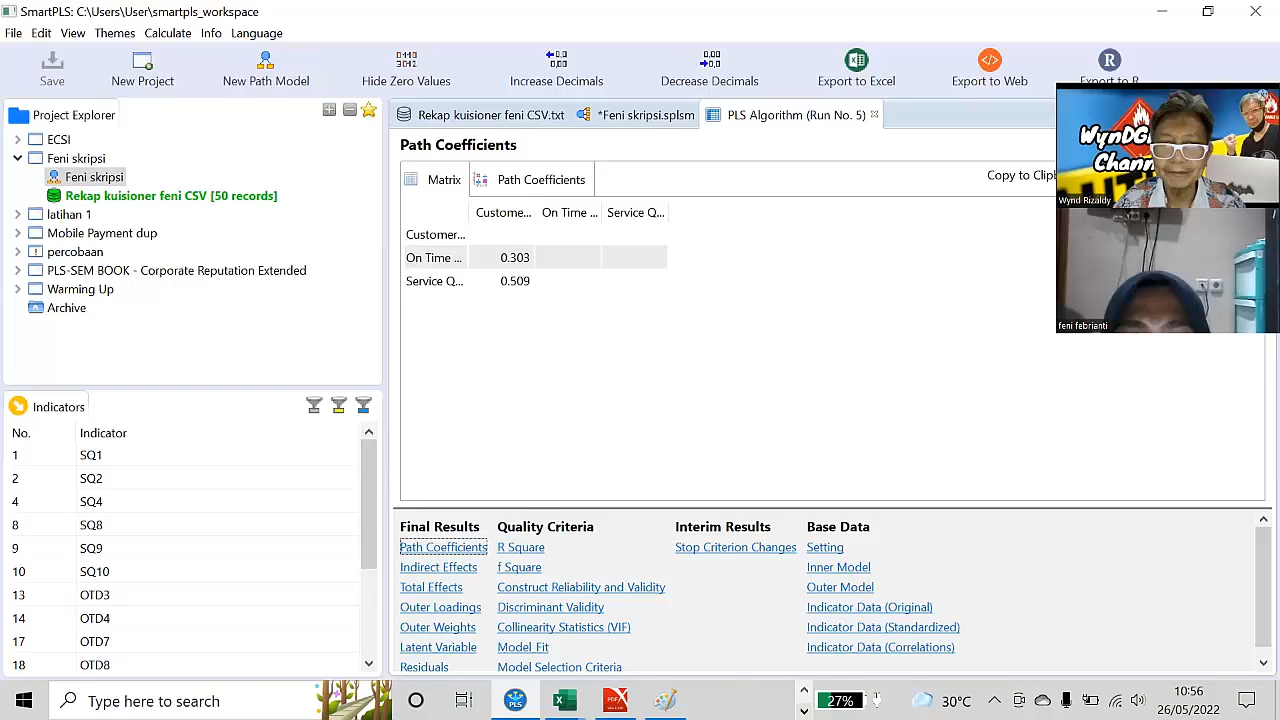 SmartPLS: C:\Users\User\smartpls_workspace
File Edit View Themes Calculate Info Language
Save New Project New Path Model Hide Zero Values Increase Decimals Decrease Decimals Export to Excel Export to Web Export to R
Project Explorer
ECSI
Feni skripsi
Feni skripsi
Rekap kuisioner feni CSV [50 records]
latihan 1
Mobile Payment dup
percobaan
PLS-SEM BOOK - Corporate Reputation Extended
Warming Up
Archive
Indicators
No. Indicator
1 SQ1
2 SQ2
4 SQ4
8 SQ8
9 SQ9
10 SQ10
13 OTD3
14 OTD4
17 OTD7
18 OTD8
Rekap kuisioner feni CSV.txt *Feni skripsi.splsm PLS Algorithm (Run No. 5)
Path Coefficients
Matrix Path Coefficients Copy to Clipb
Custome... On Time ... Service Q...
Customer...
On Time ... 0.303
Service Q... 0.509
WynDG
Chann
Wynd Rizaldy
feni febrianti
Final Results Quality Criteria Interim Results Base Data
Path Coefficients R Square Stop Criterion Changes Setting
Indirect Effects f Square Inner Model
Total Effects Construct Reliability and Validity Outer Model
Outer Loadings Discriminant Validity Indicator Data (Original)
Outer Weights Collinearity Statistics (VIF) Indicator Data (Standardized)
Latent Variable Model Fit Indicator Data (Correlations)
Residuals Model Selection Criteria
Type here to search PLS 27% 30°C 10:56
26/05/2022